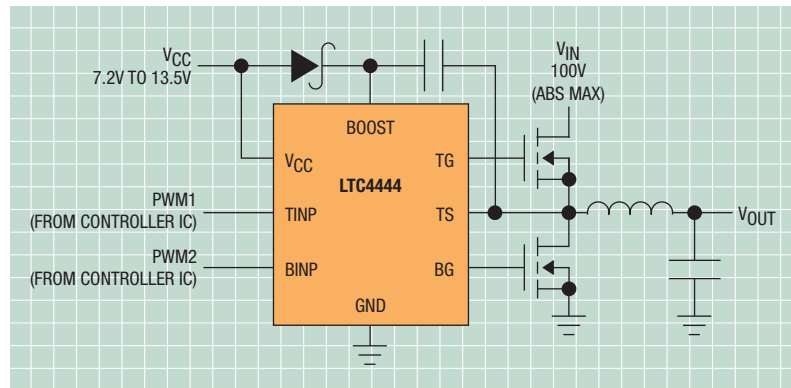 VCC
7.2V TO 13.5V
VIN
100V
(ABS MAX)
BOOST
VCC
TG
LTC4444
PWM1
(FROM CONTROLLER IC)
TINP
TS
VOUT
PWM2
(FROM CONTROLLER IC)
BINP
BG
GND